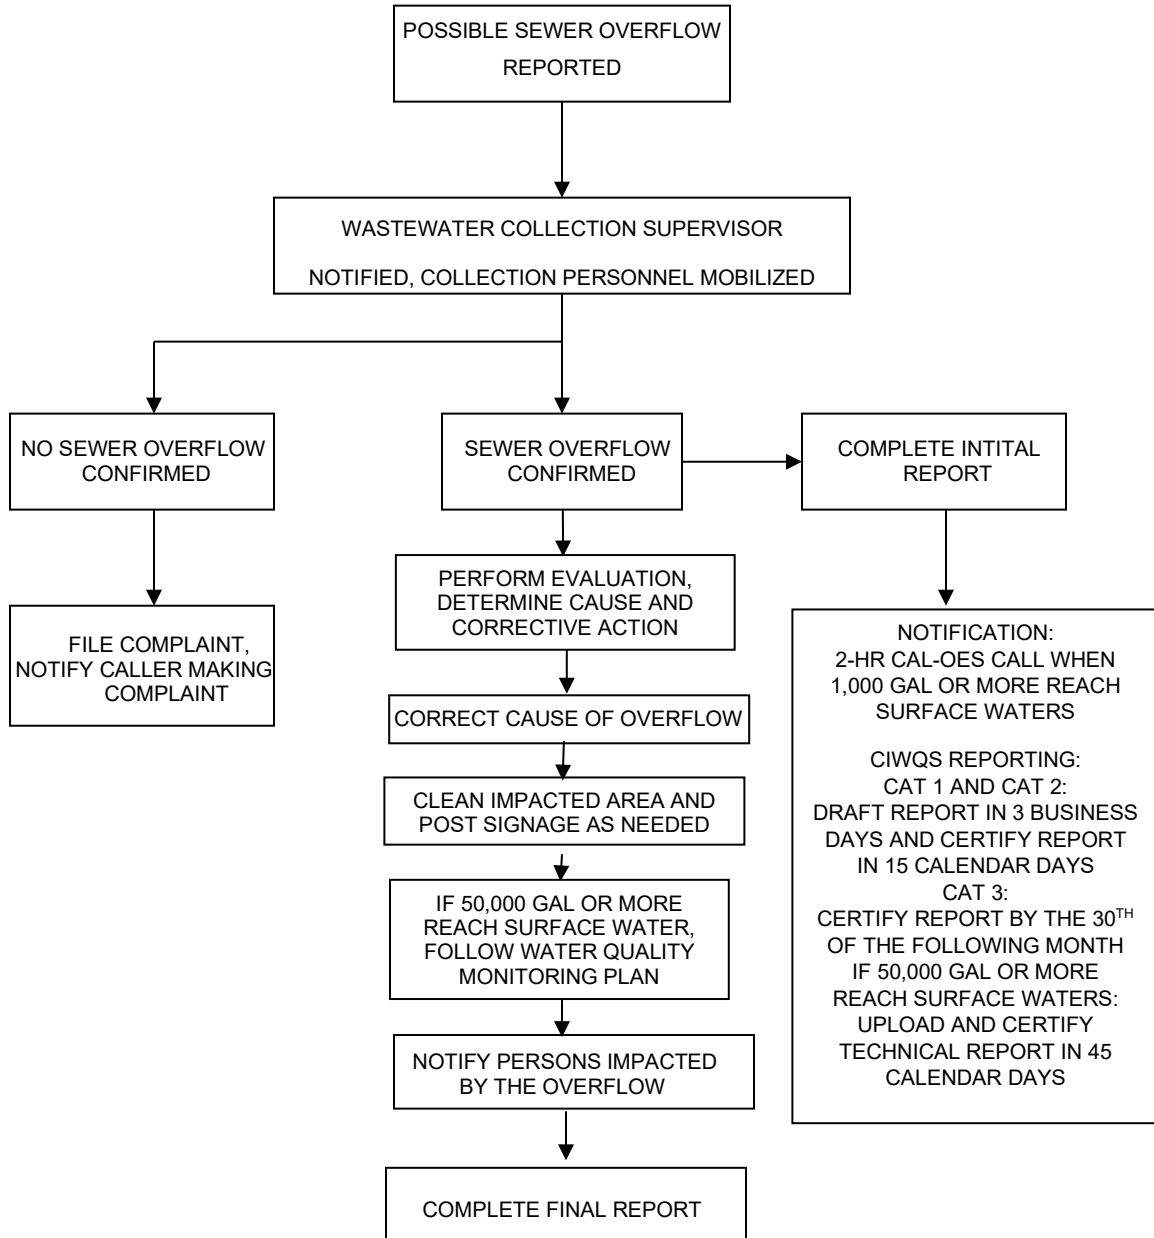 POSSIBLE SEWER OVERFLOW
REPORTED
WASTEWATER COLLECTION SUPERVISOR
NOTIFIED, COLLECTION PERSONNEL MOBILIZED
NO SEWER OVERFLOW
CONFIRMED
SEWER OVERFLOW
CONFIRMED
COMPLETE INTITAL
REPORT
FILE COMPLAINT,
NOTIFY CALLER MAKING
COMPLAINT
PERFORM EVALUATION,
DETERMINE CAUSE AND
CORRECTIVE ACTION
CORRECT CAUSE OF OVERFLOW
CLEAN IMPACTED AREA AND
POST SIGNAGE AS NEEDED
IF 50,000 GAL OR MORE
REACH SURFACE WATER,
FOLLOW WATER QUALITY
MONITORING PLAN
NOTIFY PERSONS IMPACTED
BY THE OVERFLOW
COMPLETE FINAL REPORT
NOTIFICATION:
2-HR CAL-OES CALL WHEN
1,000 GAL OR MORE REACH
SURFACE WATERS
CIWQS REPORTING:
CAT 1 AND CAT 2:
DRAFT REPORT IN 3 BUSINESS
DAYS AND CERTIFY REPORT
IN 15 CALENDAR DAYS
CAT 3:
CERTIFY REPORT BY THE 30TH
OF THE FOLLOWING MONTH
IF 50,000 GAL OR MORE
REACH SURFACE WATERS:
UPLOAD AND CERTIFY
TECHNICAL REPORT IN 45
CALENDAR DAYS